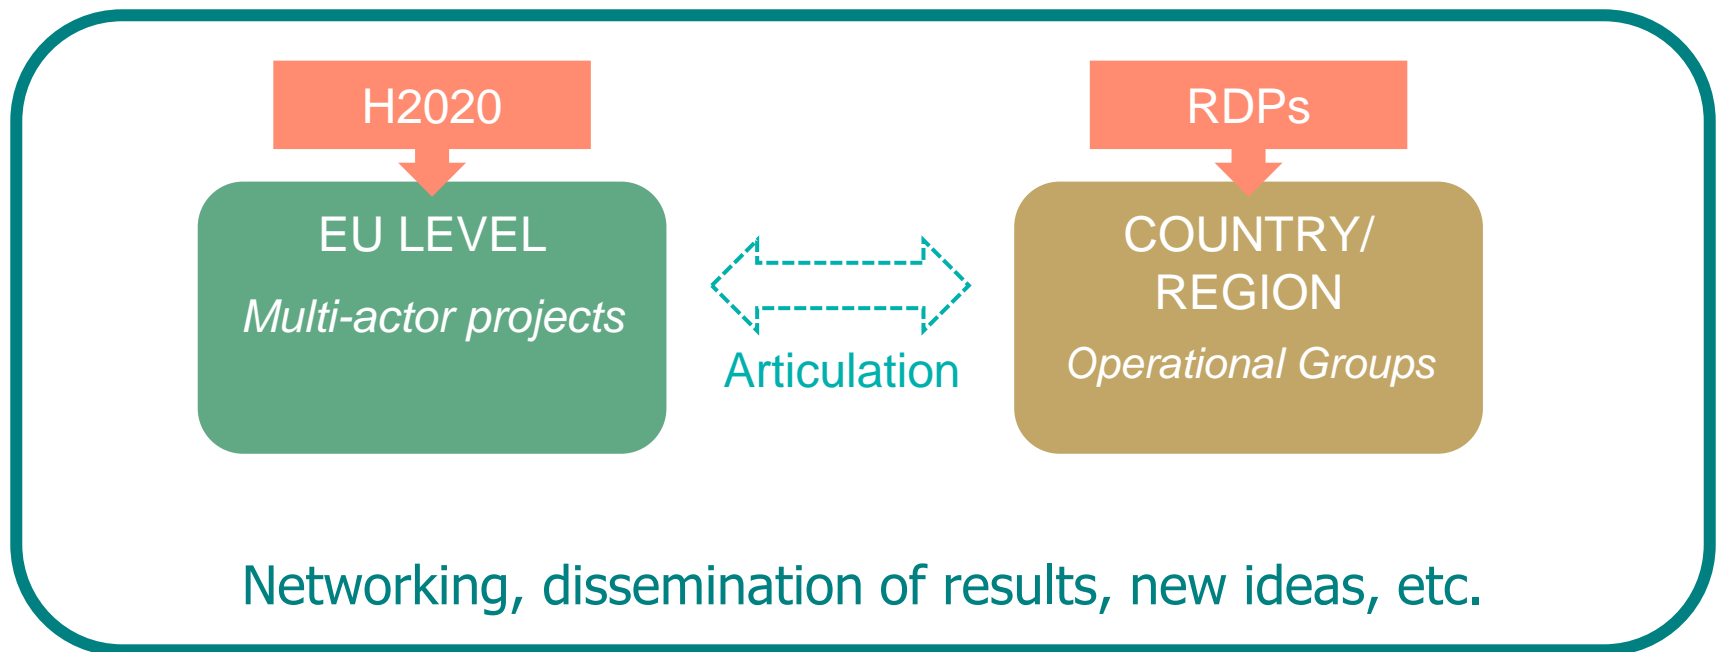 H2020
RDPs
EU LEVEL
Multi-actor projects
Articulation
COUNTRY/
REGION
Operational Groups
Networking, dissemination of results, new ideas, etc.